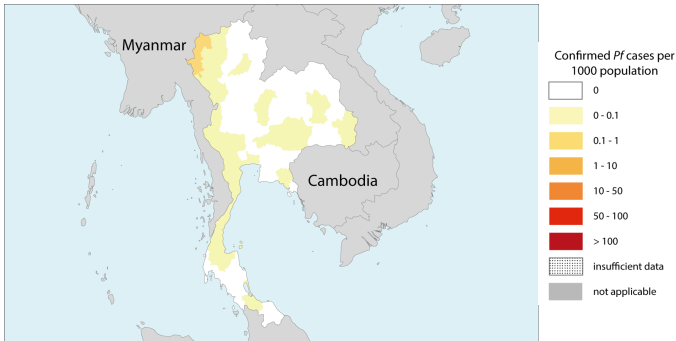 Myanmar
Cambodia
Confirmed Pf cases per
1000 population
0
0 - 0.1
0.1 - 1
1 - 10
10 - 50
50 - 100
> 100
insufficient data
not applicable